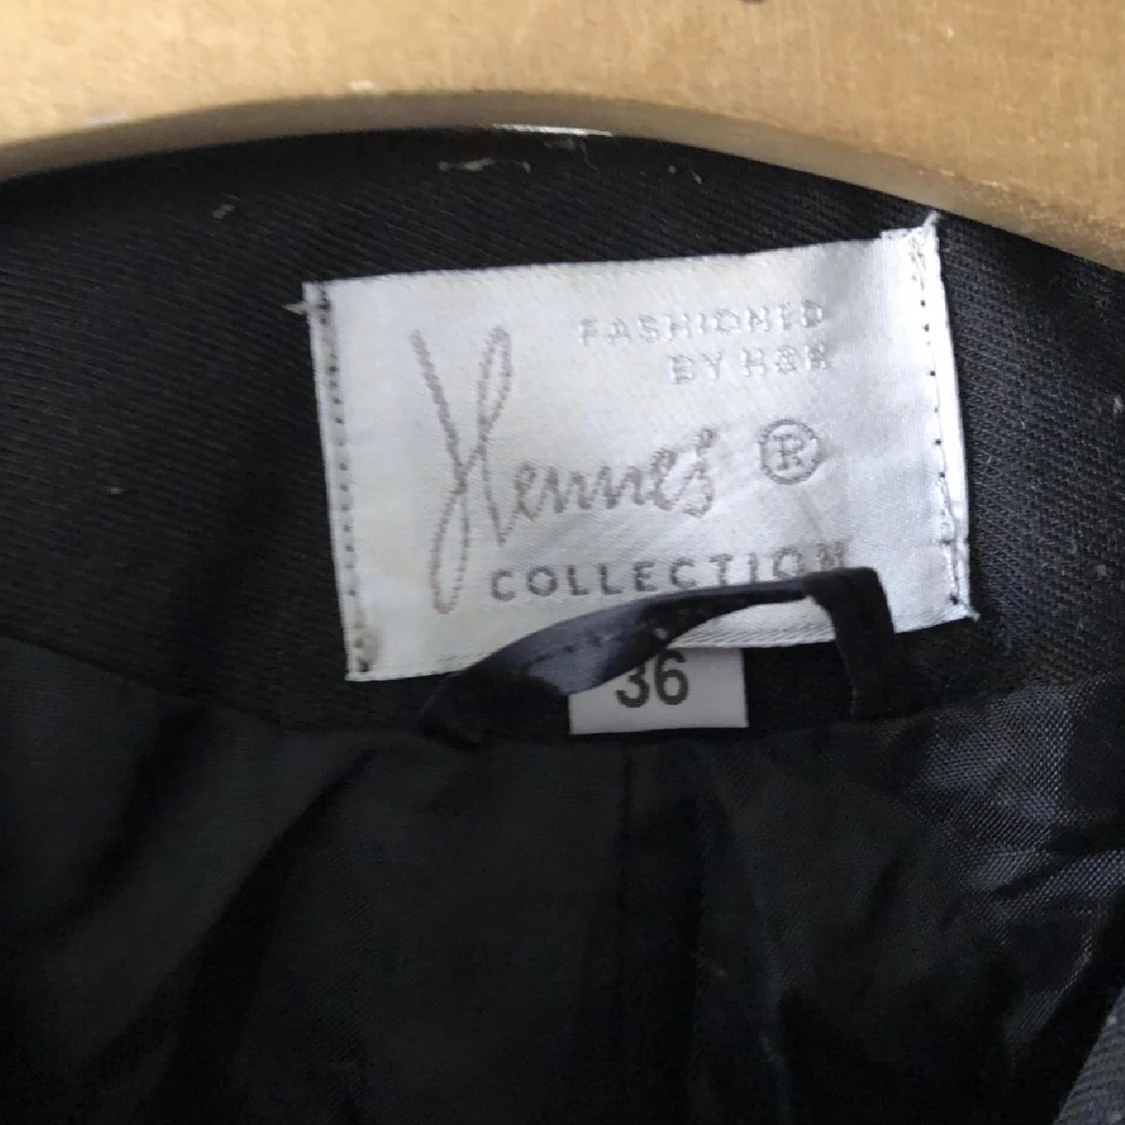 FASHIONED
BY H&M
Hennes ®
COLLECTION
36